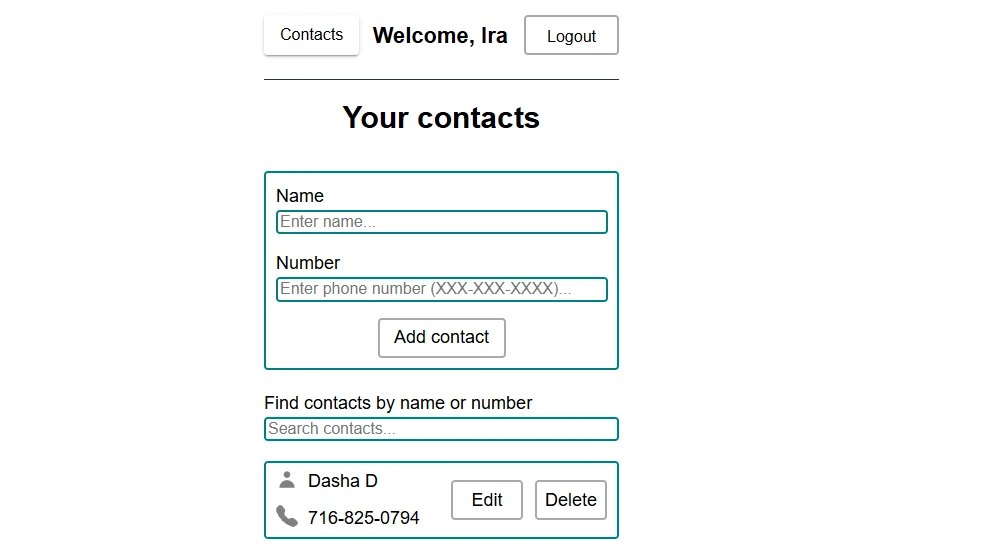 Contacts Welcome, Ira Logout
Your contacts
Name
Enter name...
Number
Enter phone number (XXX-XXX-XXXX)...
Add contact
Find contacts by name or number
Search contacts...
Dasha D
716-825-0794
Edit Delete